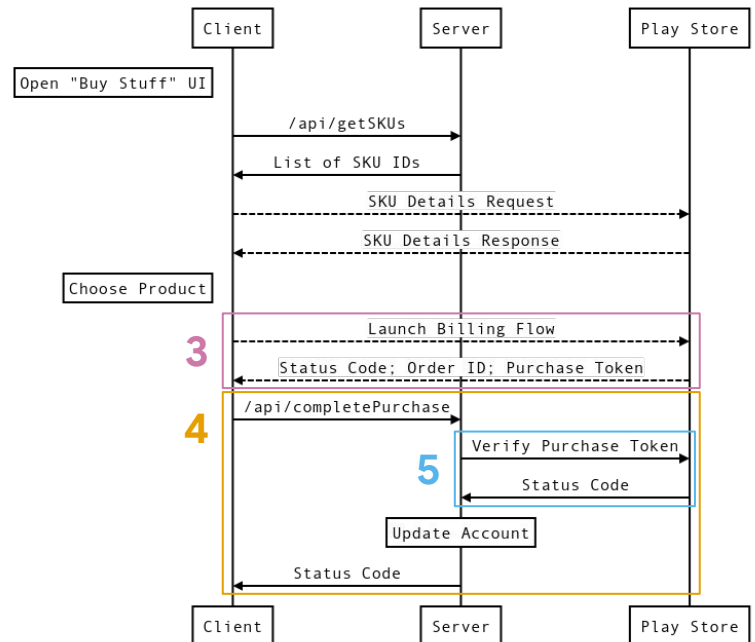 Client
Server
Play Store
Open "Buy Stuff" UI
/api/getSKUs
List of SKU IDs
SKU Details Request
SKU Details Response
Choose Product
Launch Billing Flow
3
Status Code; Order ID; Purchase Token
/api/completePurchase
4
Verify Purchase Token
5
Status Code
Update Account
Status Code
Client
Server
Play Store